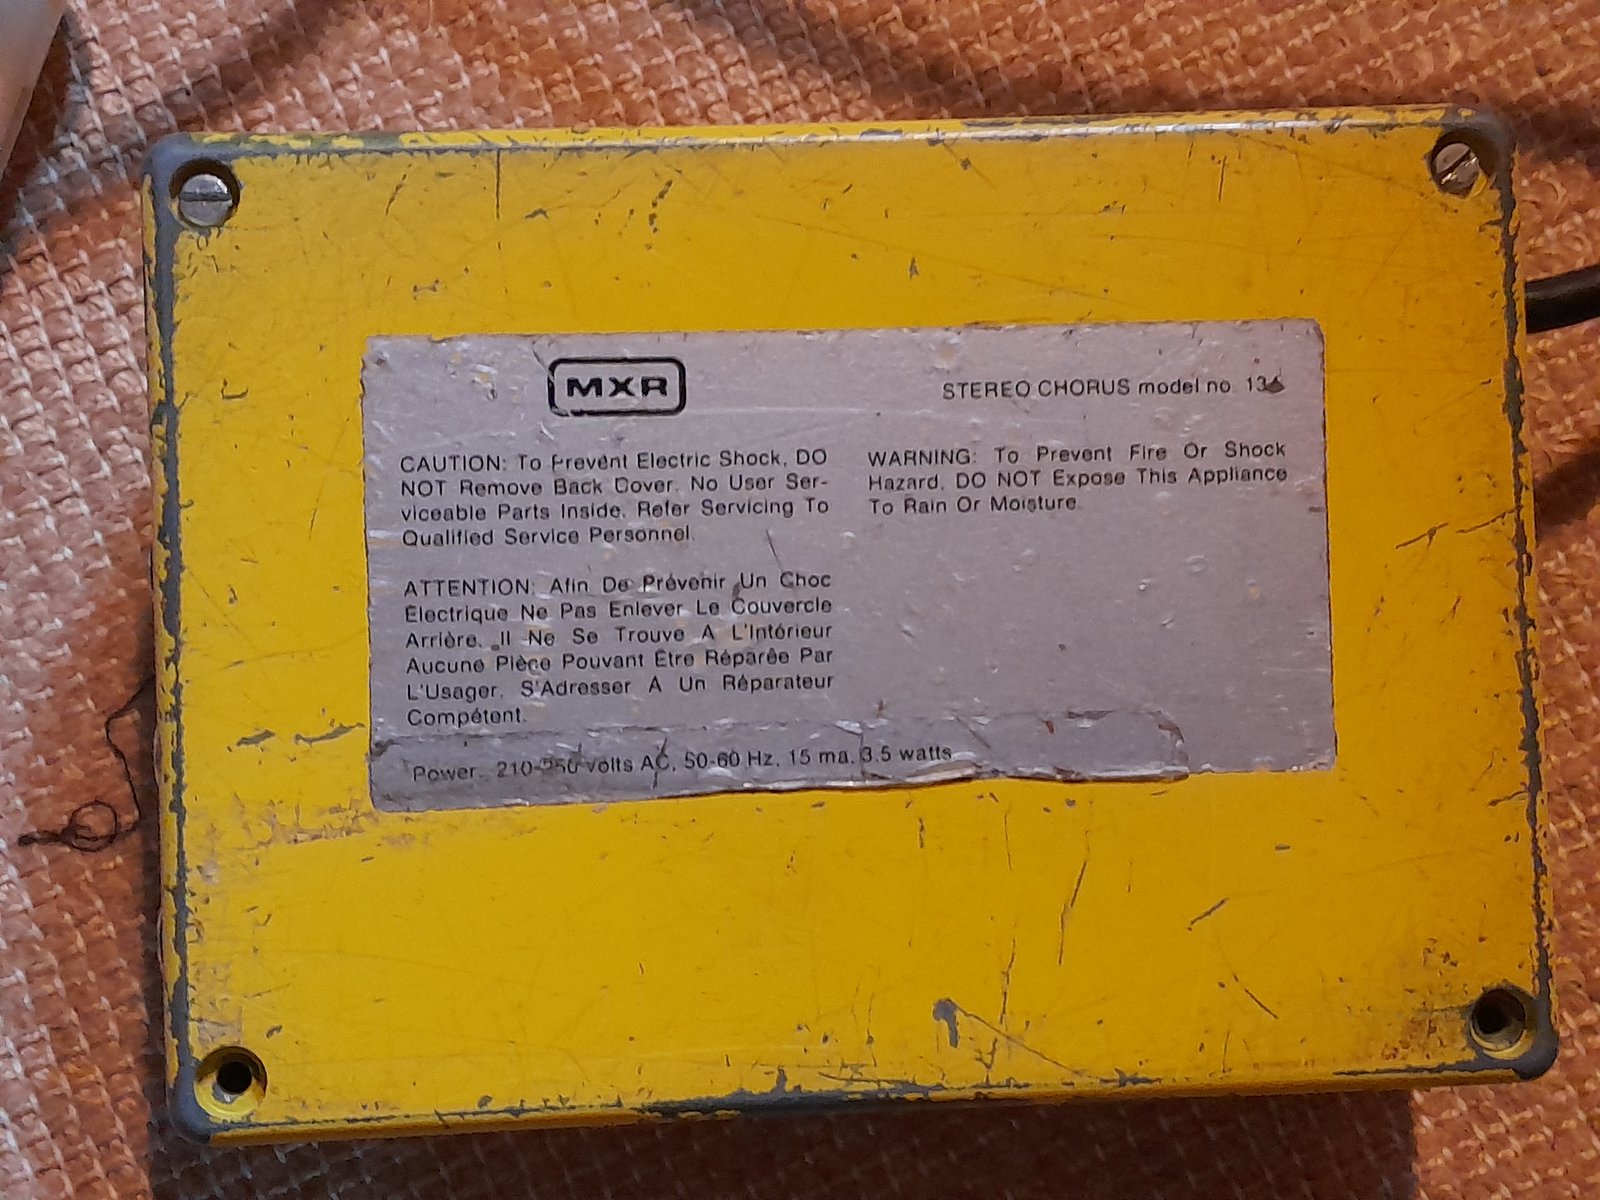 MXR
STEREO CHORUS model no.
CAUTION: To Prevent Electric Shock, DO
NOT Remove Back Cover. No User Ser-
viceable Parts Inside. Refer Servicing To
Qualified Service Personnel.
ATTENTION: Afin De Prévenir Un Choc
Électrique Ne Pas Enlever Le Couvercle
Arrière. Il Ne Se Trouve A L'Intérieur
Aucune Pièce Pouvant Être Réparée Par
L'Usager. S'Adresser A Un Réparateur
Compétent.
WARNING: To Prevent Fire Or Shock
Hazard, DO NOT Expose This Appliance
To Rain Or Moisture.
Power: 210-250 volts AC, 50-60 Hz, 15 ma. 3.5 watts